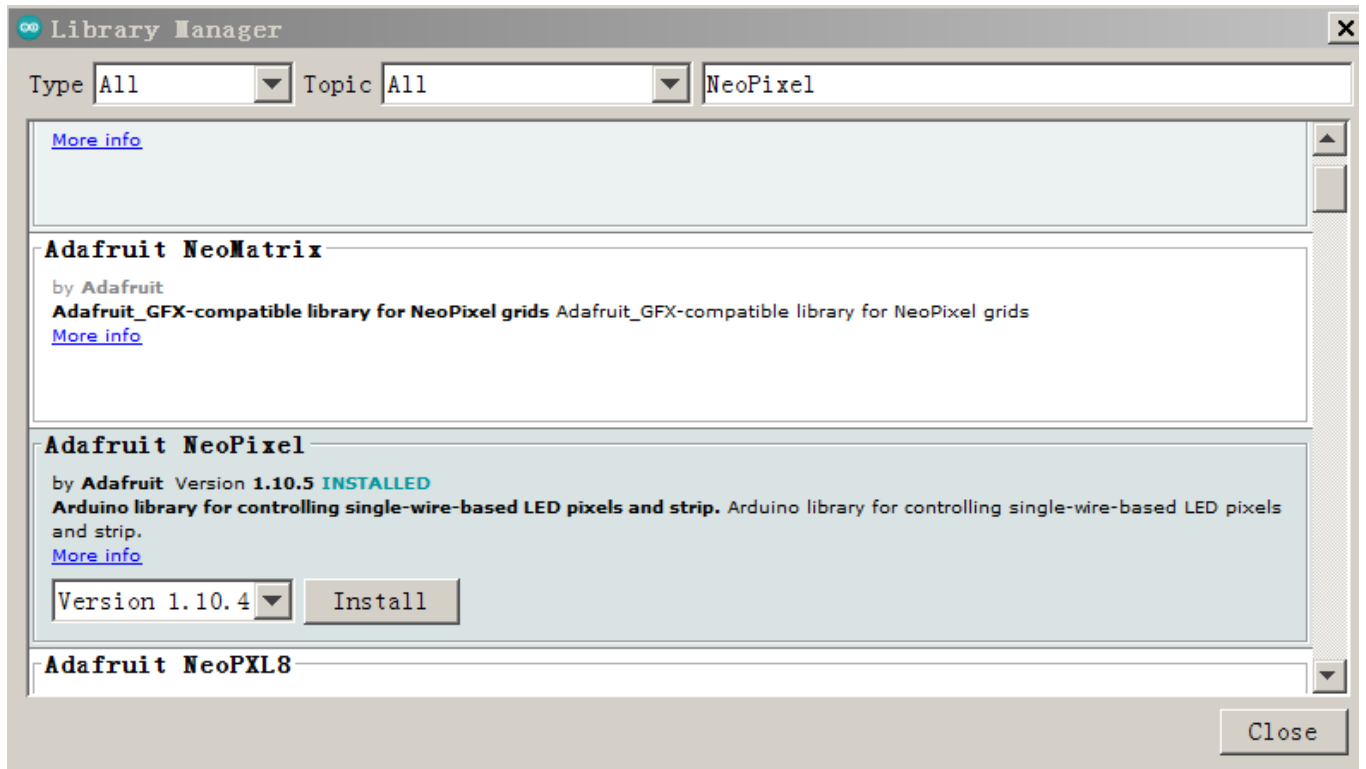 Library Manager
Type All Topic All NeoPixel
More info
Adafruit NeoMatrix
by Adafruit
Adafruit_GFX-compatible library for NeoPixel grids Adafruit_GFX-compatible library for NeoPixel grids
More info
Adafruit NeoPixel
by Adafruit Version 1.10.5 INSTALLED
Arduino library for controlling single-wire-based LED pixels and strip. Arduino library for controlling single-wire-based LED pixels
and strip.
More info
Version 1.10.4 Install
Adafruit NeoPXL8
Close